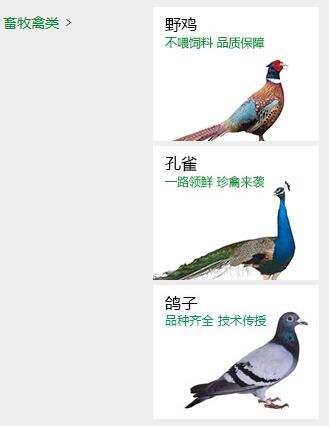 畜牧禽类 >
野鸡
不喂饲料 品质保障
孔雀
一路领鲜 珍禽来袭
鸽子
品种齐全 技术传授